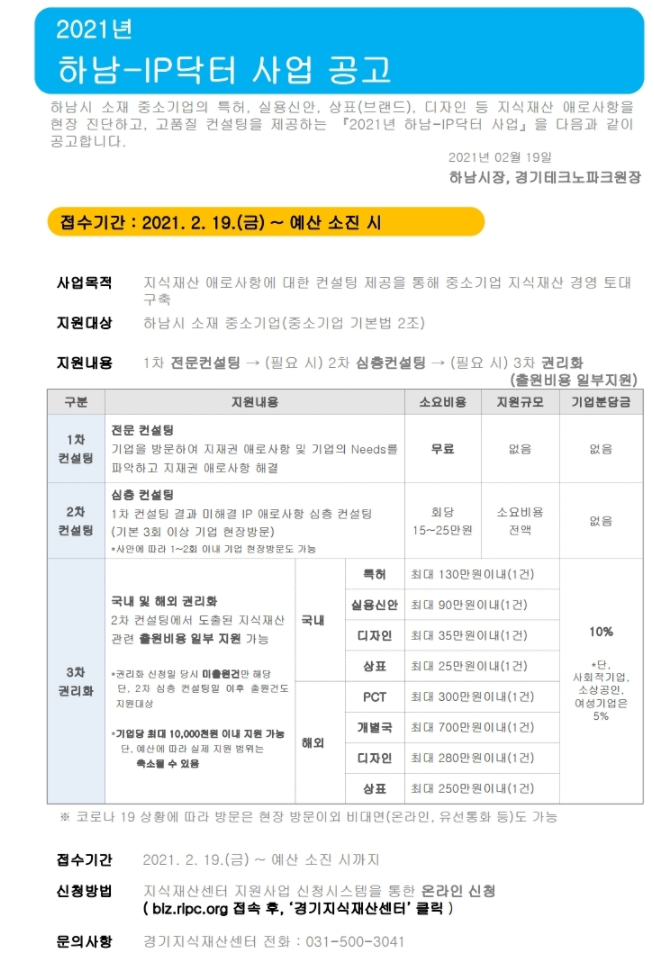 2021년
하남-IP닥터 사업 공고
하남시 소재 중소기업의 특허, 실용신안, 상표(브랜드), 디자인 등 지식재산 애로사항을
현장 진단하고, 고품질 컨설팅을 제공하는 『2021년 하남-IP닥터 사업』을 다음과 같이
공고합니다.
2021년 02월 19일
하남시장, 경기테크노파크원장
접수기간 : 2021. 2. 19.(금) ~ 예산 소진 시
사업목적 지식재산 애로사항에 대한 컨설팅 제공을 통해 중소기업 지식재산 경영 토대
구축
지원대상 하남시 소재 중소기업(중소기업 기본법 2조)
지원내용 1차 전문컨설팅 → (필요 시) 2차 심층컨설팅 → (필요 시) 3차 권리화
(출원비용 일부지원)
구분 지원내용 소요비용 지원규모 기업분담금
1차
컨설팅
전문 컨설팅
기업을 방문하여 지재권 애로사항 및 기업의 Needs를
파악하고 지재권 애로사항 해결
무료 없음 없음
2차
컨설팅
심층 컨설팅
1차 컨설팅 결과 미해결 IP 애로사항 심층 컨설팅
(기본 3회 이상 기업 현장방문)
*사안에 따라 1~2회 이내 기업 현장방문도 가능
회당
15~25만원
소요비용
전액
없음
3차
권리화
국내 및 해외 권리화
2차 컨설팅에서 도출된 지식재산
관련 출원비용 일부 지원 가능
*권리화 신청일 당시 미출원건만 해당
단, 2차 심층 컨설팅일 이후 출원건도
지원대상
*기업당 최대 10,000천원 이내 지원 가능
단, 예산에 따라 실제 지원 범위는
축소될 수 있음
국내
특허 최대 130만원이내(1건)
실용신안 최대 90만원이내(1건)
디자인 최대 35만원이내(1건)
상표 최대 25만원이내(1건)
해외
PCT 최대 300만원이내(1건)
개별국 최대 700만원이내(1건)
디자인 최대 280만원이내(1건)
상표 최대 250만원이내(1건)
10%
*단,
사회적기업,
소상공인,
여성기업은
5%
※ 코로나 19 상황에 따라 방문은 현장 방문이외 비대면(온라인, 유선통화 등)도 가능
접수기간 2021. 2. 19.(금) ~ 예산 소진 시까지
신청방법 지식재산센터 지원사업 신청시스템을 통한 온라인 신청
( biz.ripc.org 접속 후, ‘경기지식재산센터’ 클릭 )
문의사항 경기지식재산센터 전화 : 031-500-3041